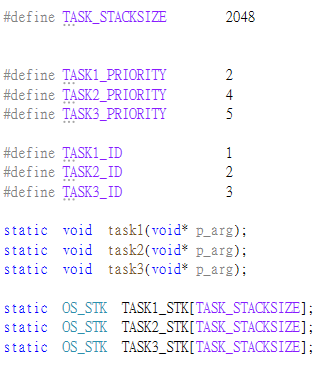 #define TASK_STACKSIZE 2048
#define TASK1_PRIORITY 2
#define TASK2_PRIORITY 4
#define TASK3_PRIORITY 5
#define TASK1_ID 1
#define TASK2_ID 2
#define TASK3_ID 3
static void task1(void* p_arg);
static void task2(void* p_arg);
static void task3(void* p_arg);
static OS_STK TASK1_STK[TASK_STACKSIZE];
static OS_STK TASK2_STK[TASK_STACKSIZE];
static OS_STK TASK3_STK[TASK_STACKSIZE];